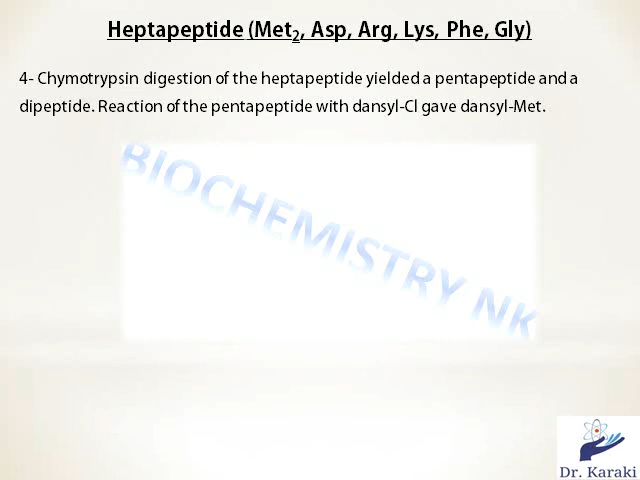 Heptapeptide (Met2, Asp, Arg, Lys, Phe, Gly)
4- Chymotrypsin digestion of the heptapeptide yielded a pentapeptide and a
dipeptide. Reaction of the pentapeptide with dansyl-Cl gave dansyl-Met.
BIOCHEMISTRY NK
Dr. Karaki